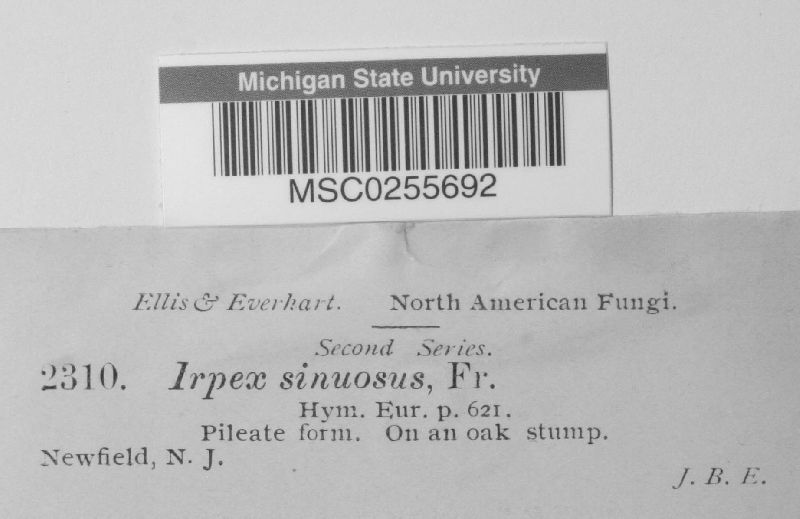 Michigan State University
MSC0255692
Ellis & Everhart. North American Fungi.
Second Series.
2310. Irpex sinuosus, Fr.
Hym. Eur. p. 621.
Pileate form. On an oak stump.
Newfield, N. J.
J. B. E.